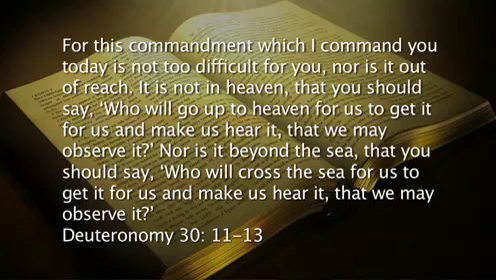 For this commandment which I command you
today is not too difficult for you, nor is it out
of reach. It is not in heaven, that you should
say, ‘Who will go up to heaven for us to get it
for us and make us hear it, that we may
observe it?’ Nor is it beyond the sea, that you
should say, ‘Who will cross the sea for us to
get it for us and make us hear it, that we may
observe it?’
Deuteronomy 30: 11-13